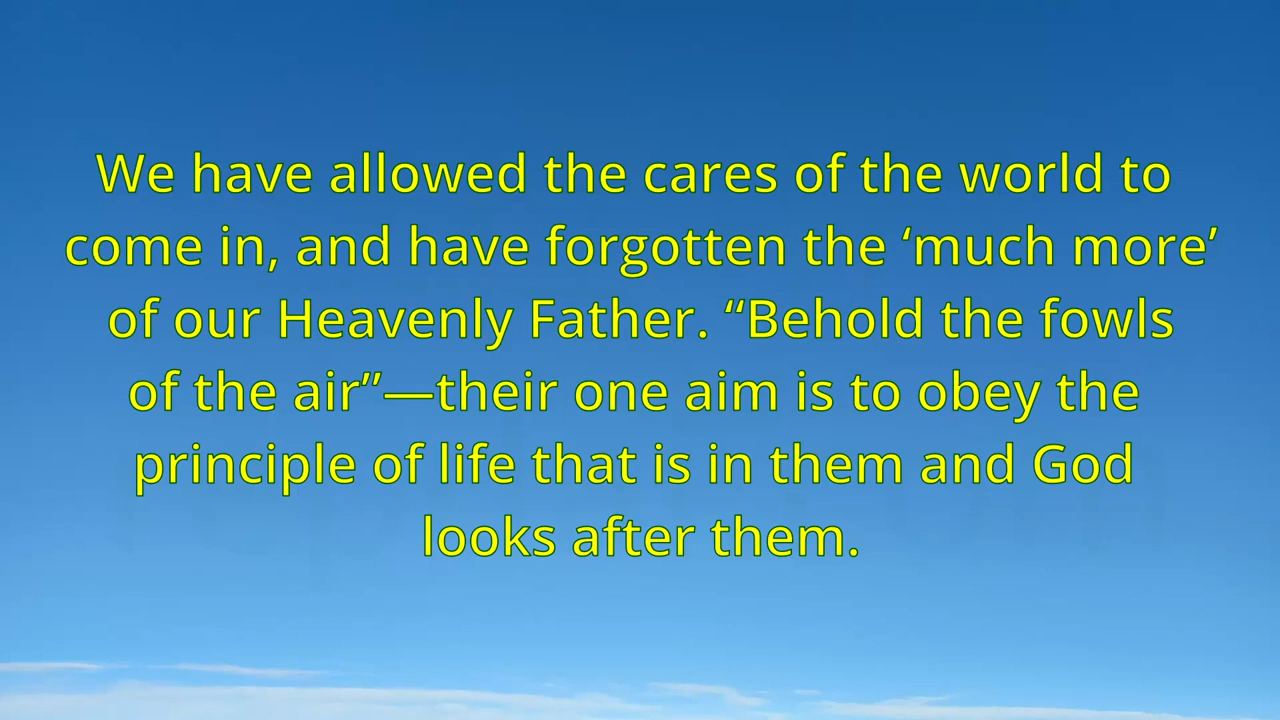 We have allowed the cares of the world to
come in, and have forgotten the ‘much more’
of our Heavenly Father. “Behold the fowls
of the air”—their one aim is to obey the
principle of life that is in them and God
looks after them.